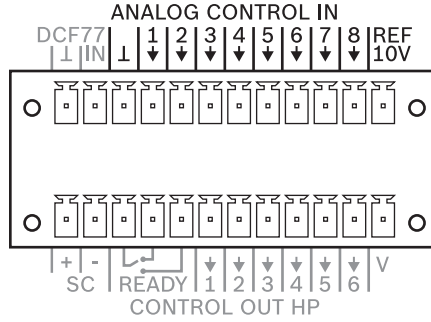 ANALOG CONTROL IN
DCF77 1 2 3 4 5 6 7 8 REF
⊥ IN ⊥ 10V
+ - V
SC READY 1 2 3 4 5 6
CONTROL OUT HP